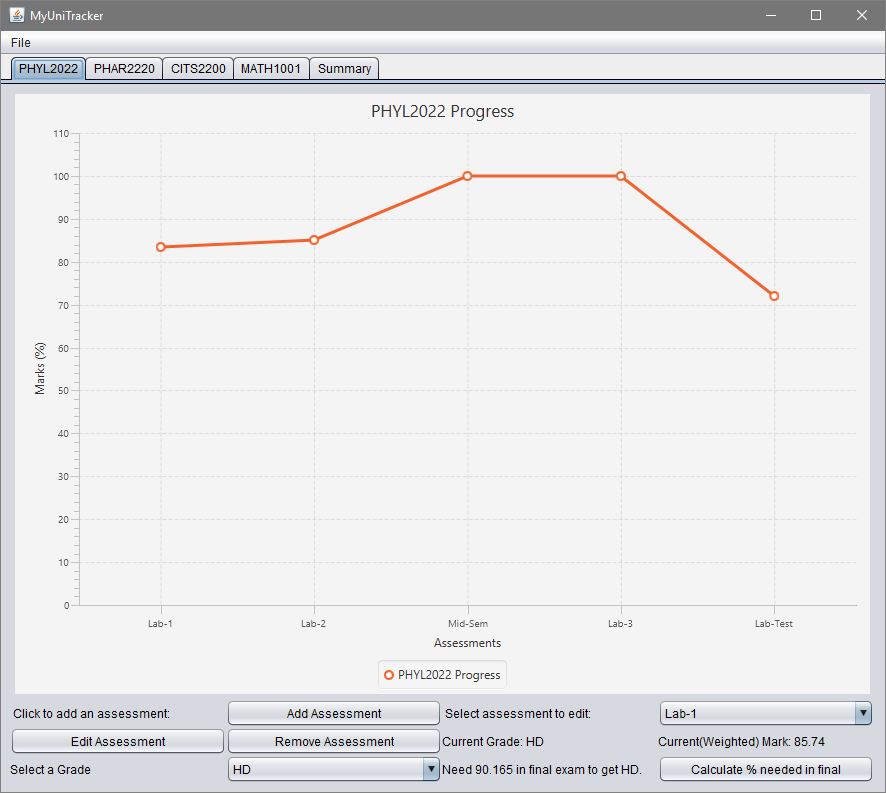 MyUniTracker
File
PHYL2022 PHAR2220 CITS2200 MATH1001 Summary
PHYL2022 Progress
110
100
90
80
70
60
50
40
30
20
10
0
Marks (%)
Lab-1 Lab-2 Mid-Sem Lab-3 Lab-Test
Assessments
PHYL2022 Progress
Click to add an assessment: Add Assessment Select assessment to edit: Lab-1
Edit Assessment Remove Assessment Current Grade: HD Current(Weighted) Mark: 85.74
Select a Grade HD Need 90.165 in final exam to get HD. Calculate % needed in final